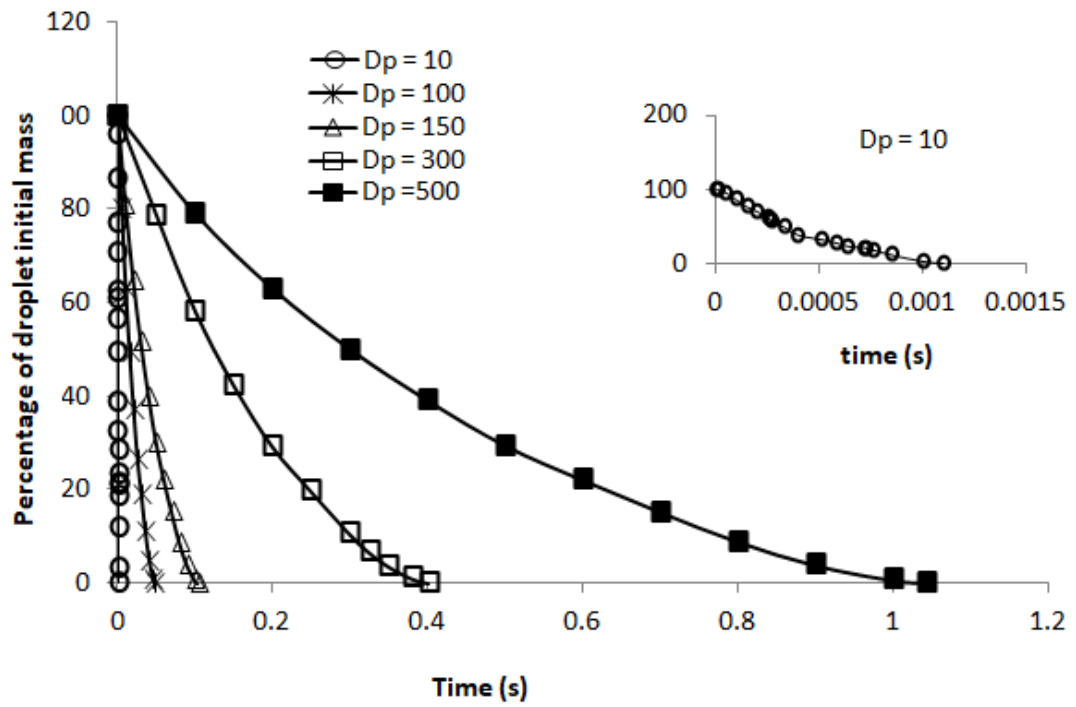 120
00
80
60
40
20
0
Percentage of droplet initial mass
Dp = 10
Dp = 100
Dp = 150
Dp = 300
Dp =500
0 0.2 0.4 0.6 0.8 1 1.2
Time (s)
200
100
0
Dp = 10
0 0.0005 0.001 0.0015
time (s)